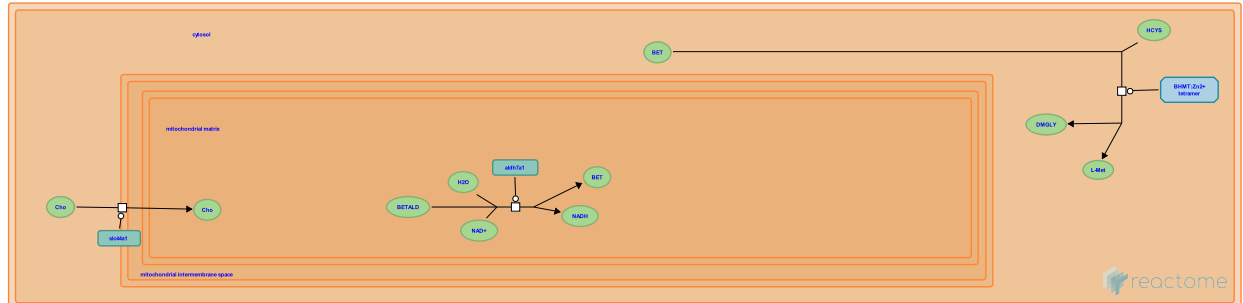 cytosol
HCYS
BET
BHMT:Zn2+
tetramer
mitochondrial matrix
DMGLY
aldh7a1
L-Met
H2O
BET
Cho
Cho
BETALD
NADH
NAD+
slc44a1
mitochondrial intermembrane space
reactome